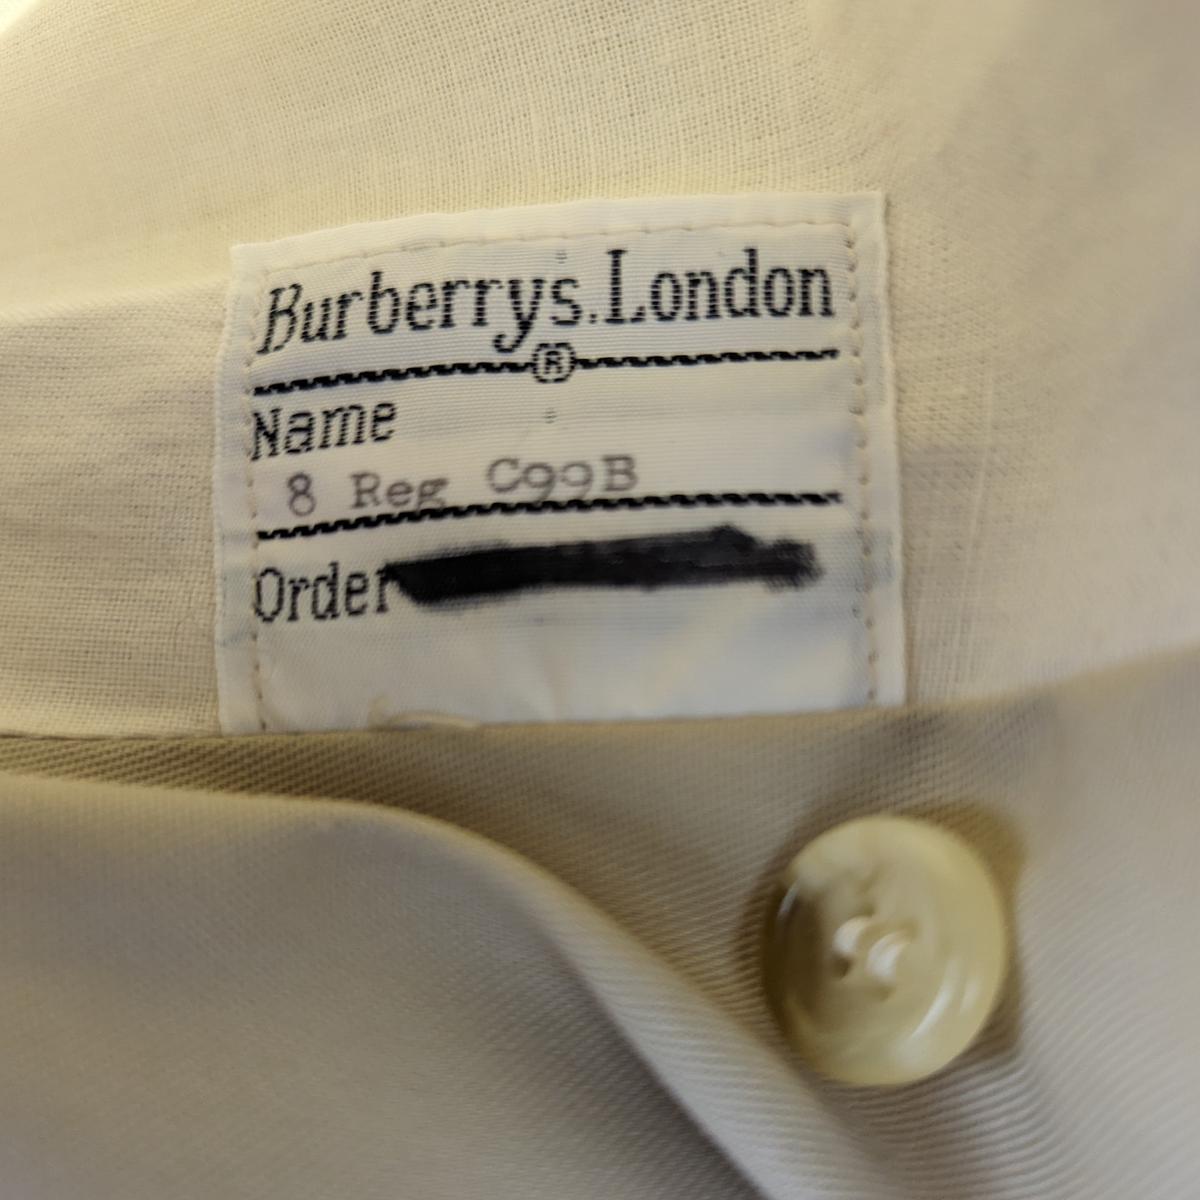 Burberrys.London
®
Name
8 Reg C99B
Order